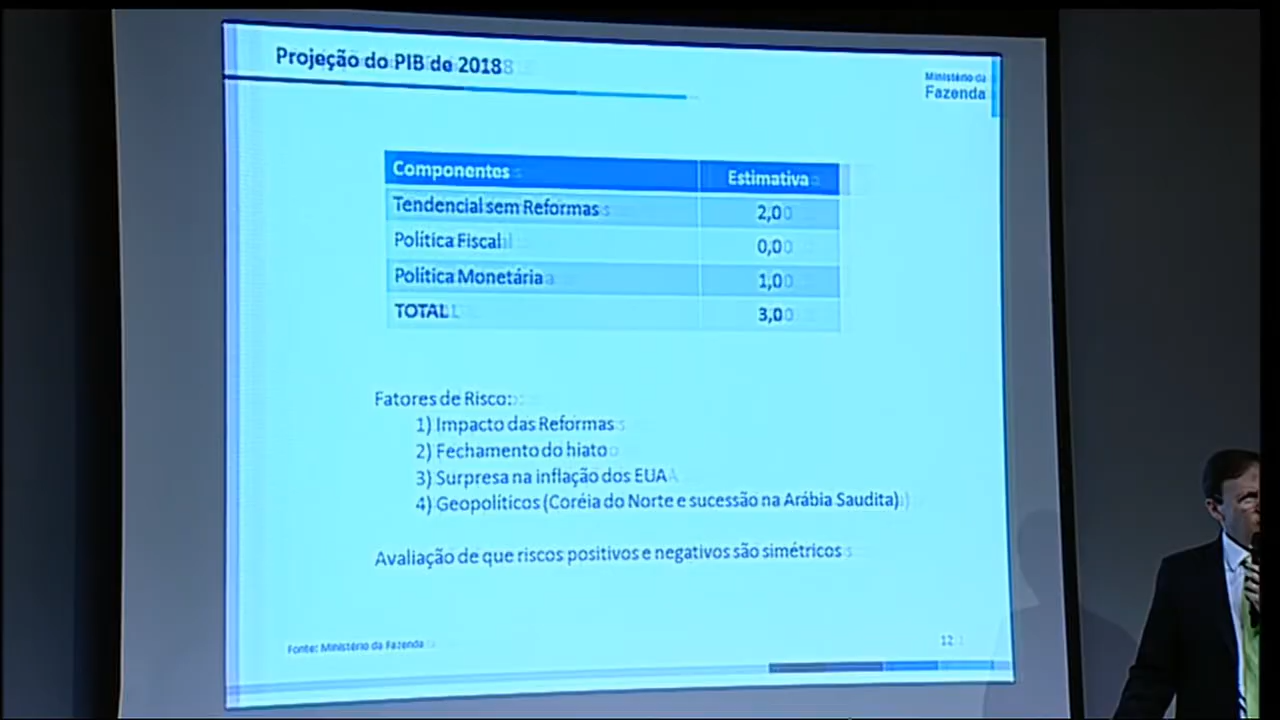 Projeção do PIB de 2018
Ministério da
Fazenda
Componentes Estimativa
Tendencial sem Reformas 2,0
Política Fiscal 0,0
Política Monetária 1,0
TOTAL 3,0
Fatores de Risco:
1) Impacto das Reformas
2) Fechamento do hiato
3) Surpresa na inflação dos EUA
4) Geopolíticos (Coréia do Norte e sucessão na Arábia Saudita)
Avaliação de que riscos positivos e negativos são simétricos
Fonte: Ministério da Fazenda
12